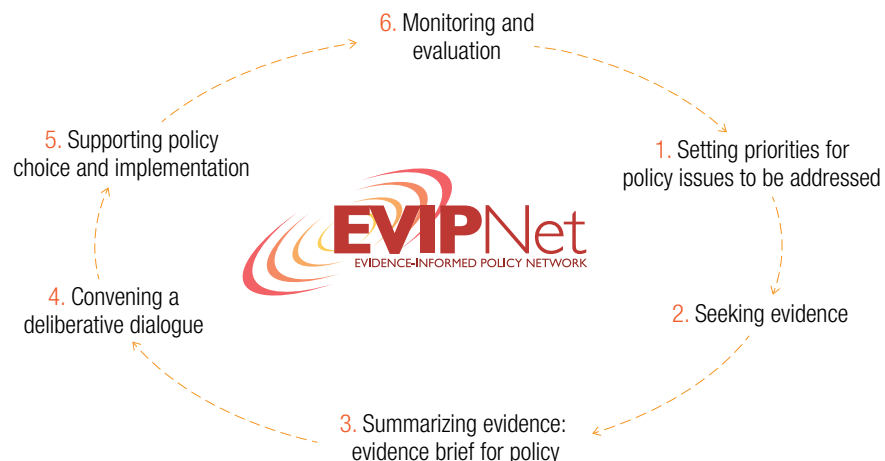 6. Monitoring and
evaluation
1. Setting priorities for
policy issues to be addressed
2. Seeking evidence
3. Summarizing evidence:
evidence brief for policy
4. Convening a
deliberative dialogue
5. Supporting policy
choice and implementation
EVIPNet
EVIDENCE-INFORMED POLICY NETWORK